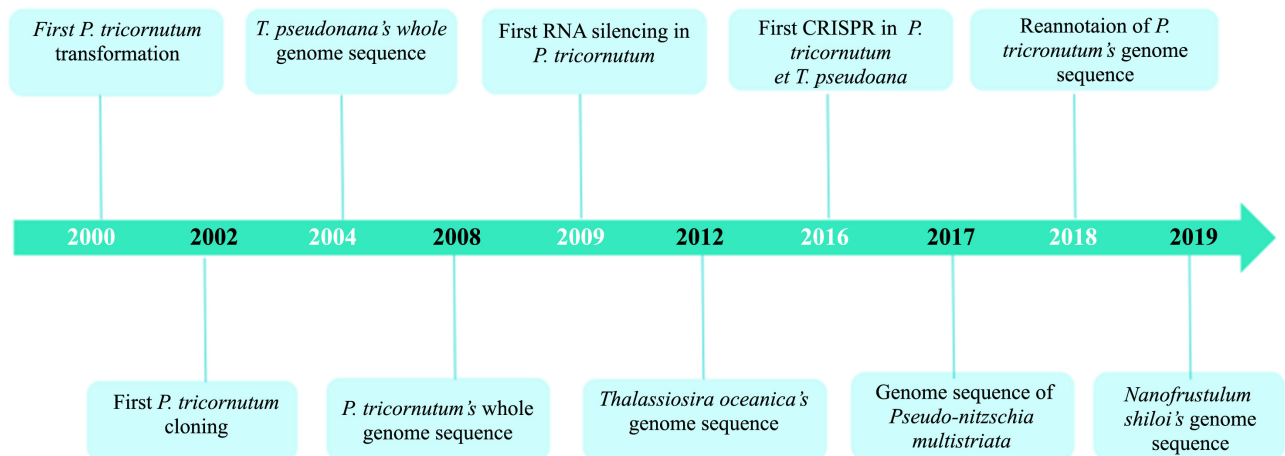 First P. tricornutum
transformation
T. pseudonana's whole
genome sequence
First RNA silencing in
P. tricornutum
First CRISPR in P.
tricornutum
et T. pseudoana
Reannotaion of P.
tricronutum's genome
sequence
2000 2002 2004 2008 2009 2012 2016 2017 2018 2019
First P. tricornutum
cloning
P. tricornutum's whole
genome sequence
Thalassiosira oceanica's
genome sequence
Genome sequence of
Pseudo-nitzschia
multistriata
Nanofrustulum
shiloi's genome
sequence